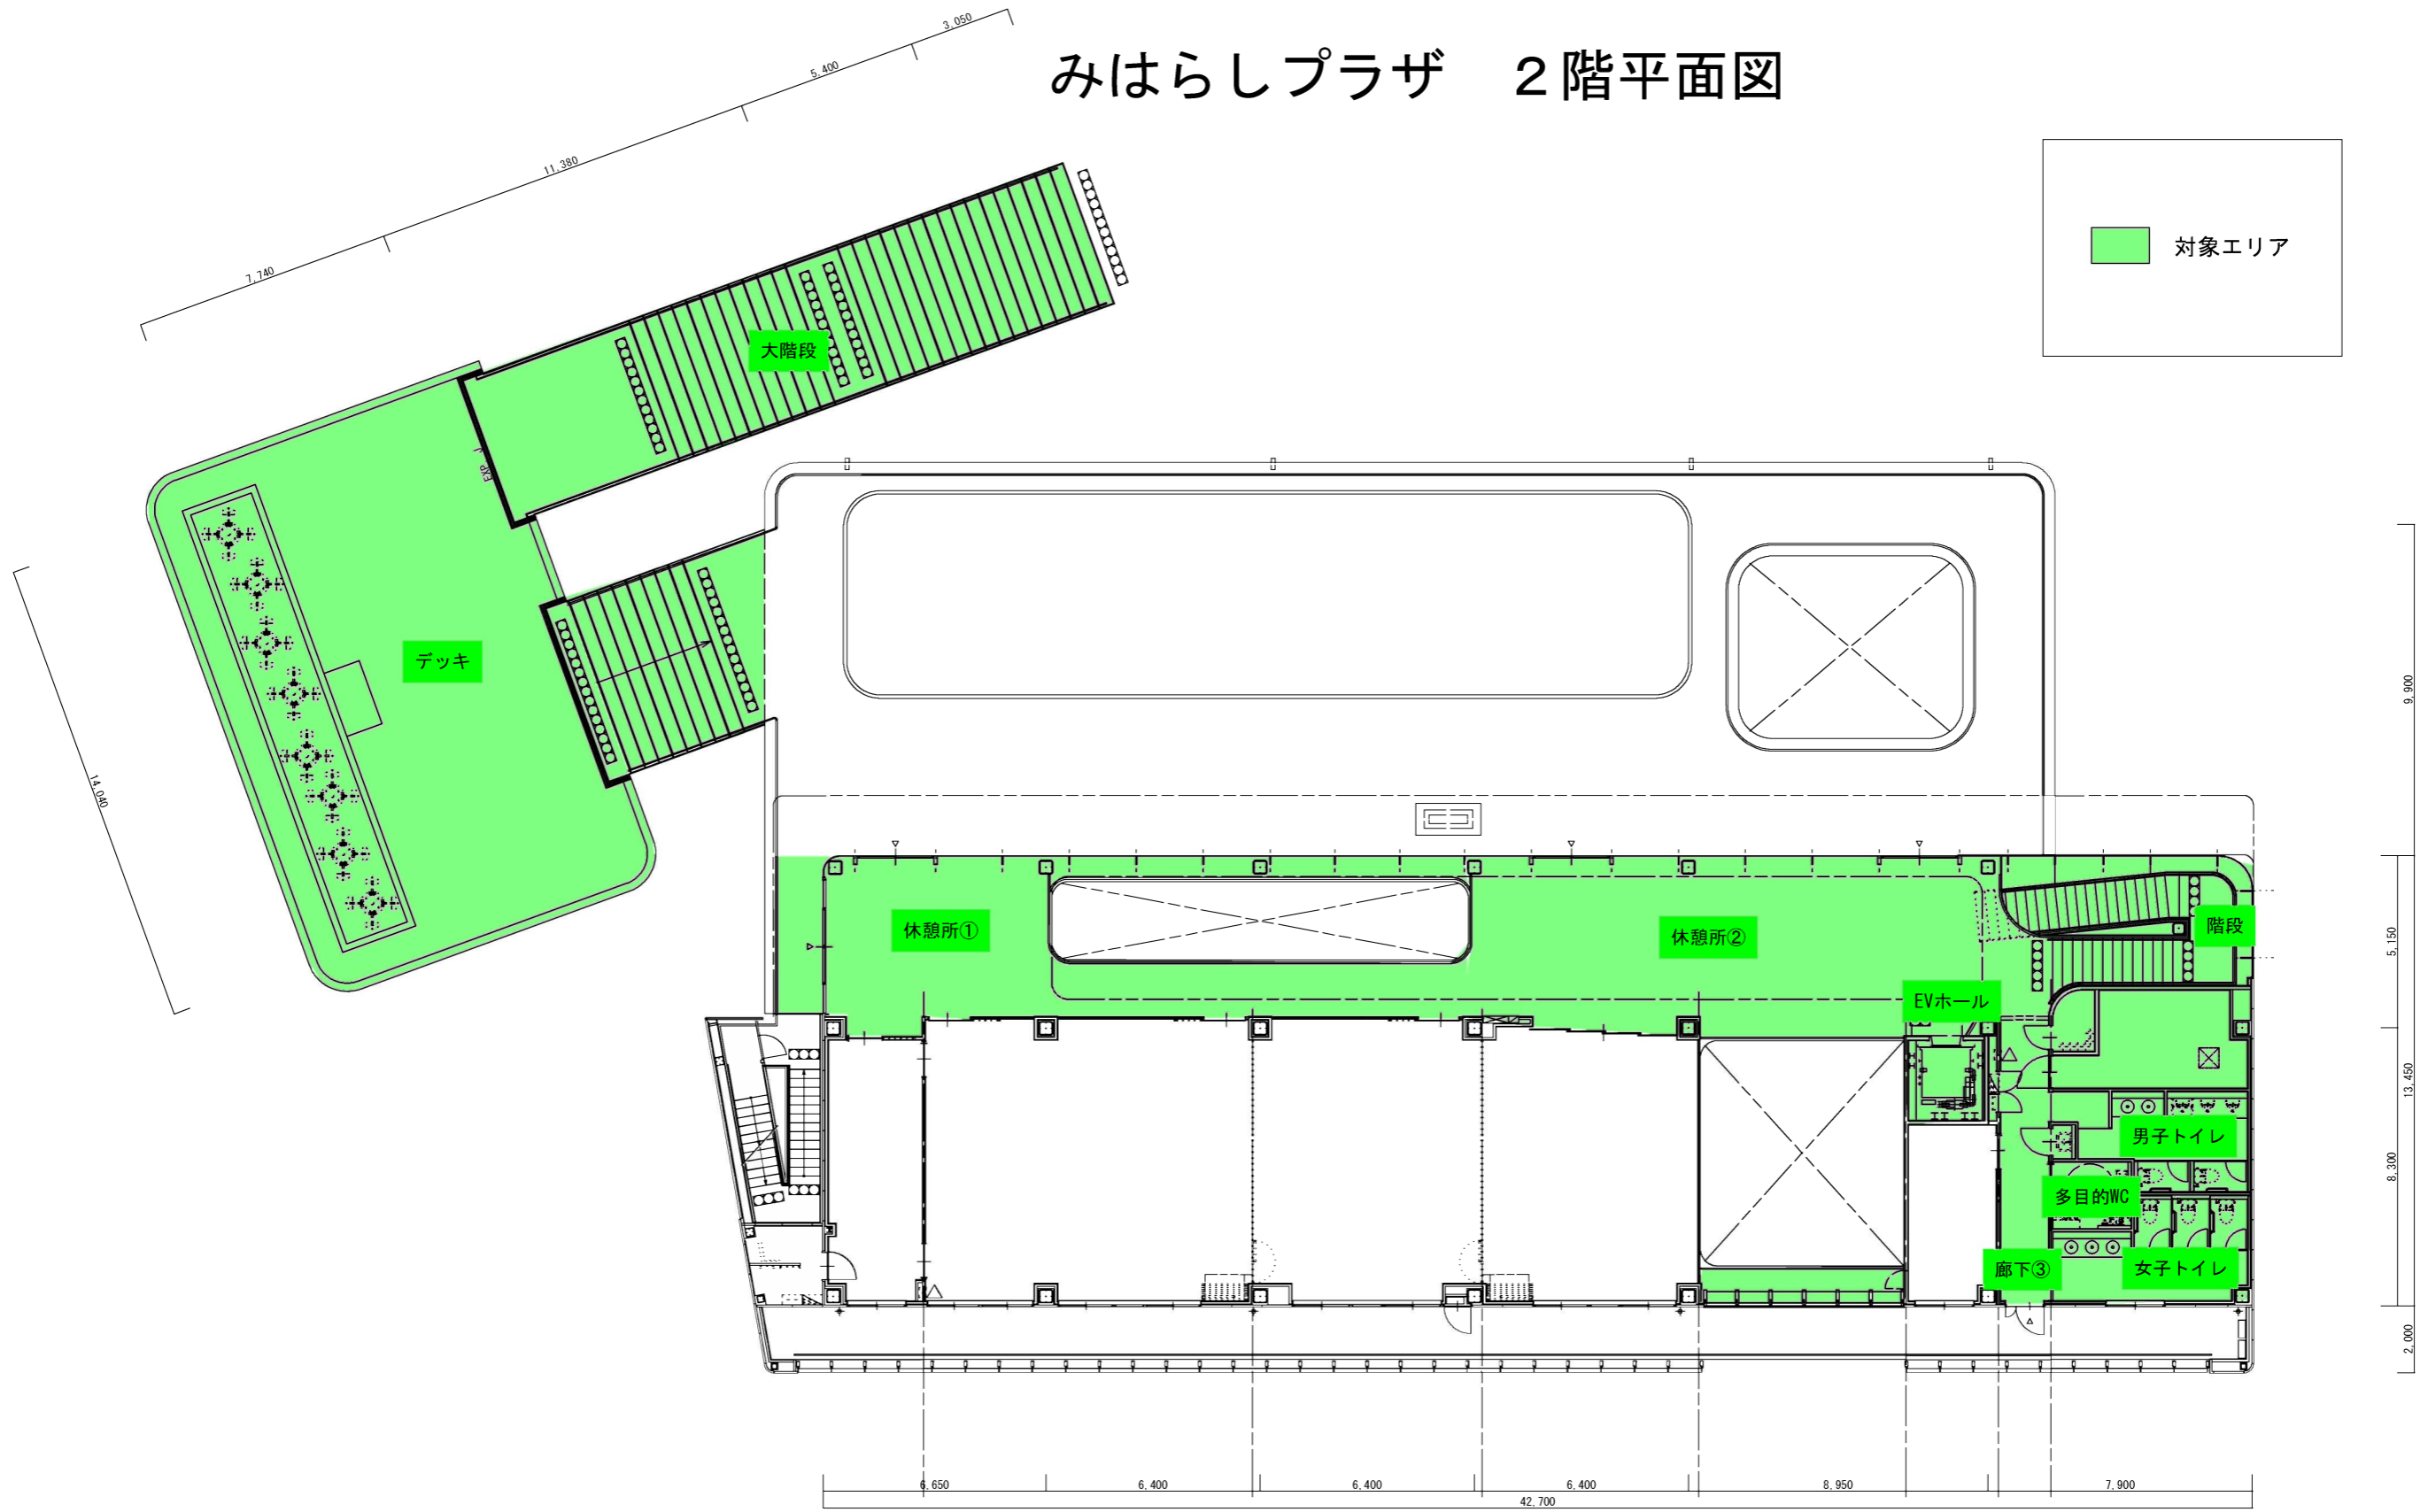 みはらしプラザ　２階平面図
3,050
5,400
11,380
7,740
対象エリア
大階段
EXP
デッキ
14,040
9,900
休憩所①
休憩所②
階段
5,150
EVホール
13,450
男子トイレ
8,300
多目的WC
廊下③
女子トイレ
2,000
6,650
6,400
6,400
6,400
8,950
7,900
42,700